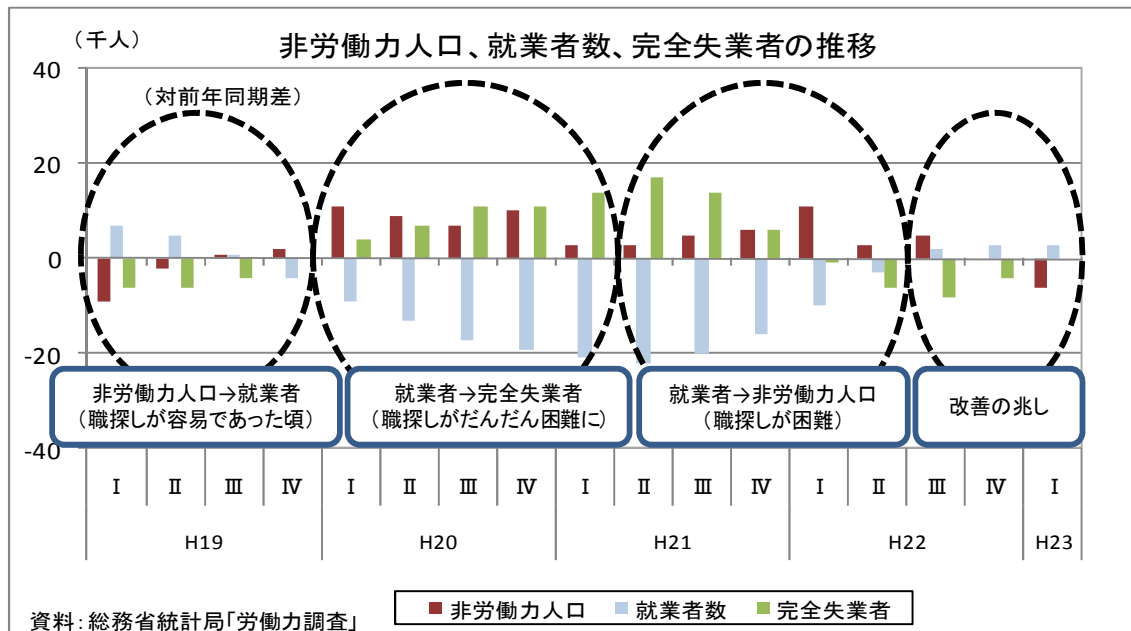 （千人）
非労働力人口、就業者数、完全失業者の推移
（対前年同期差）
40
20
0
-20
-40
非労働力人口→就業者
（職探しが容易であった頃）
就業者→完全失業者
（職探しがだんだん困難に）
就業者→非労働力人口
（職探しが困難）
改善の兆し
Ⅰ Ⅱ Ⅲ Ⅳ Ⅰ Ⅱ Ⅲ Ⅳ Ⅰ Ⅱ Ⅲ Ⅳ Ⅰ Ⅱ Ⅲ Ⅳ Ⅰ
H19 H20 H21 H22 H23
非労働力人口 就業者数 完全失業者
資料：総務省統計局「労働力調査」